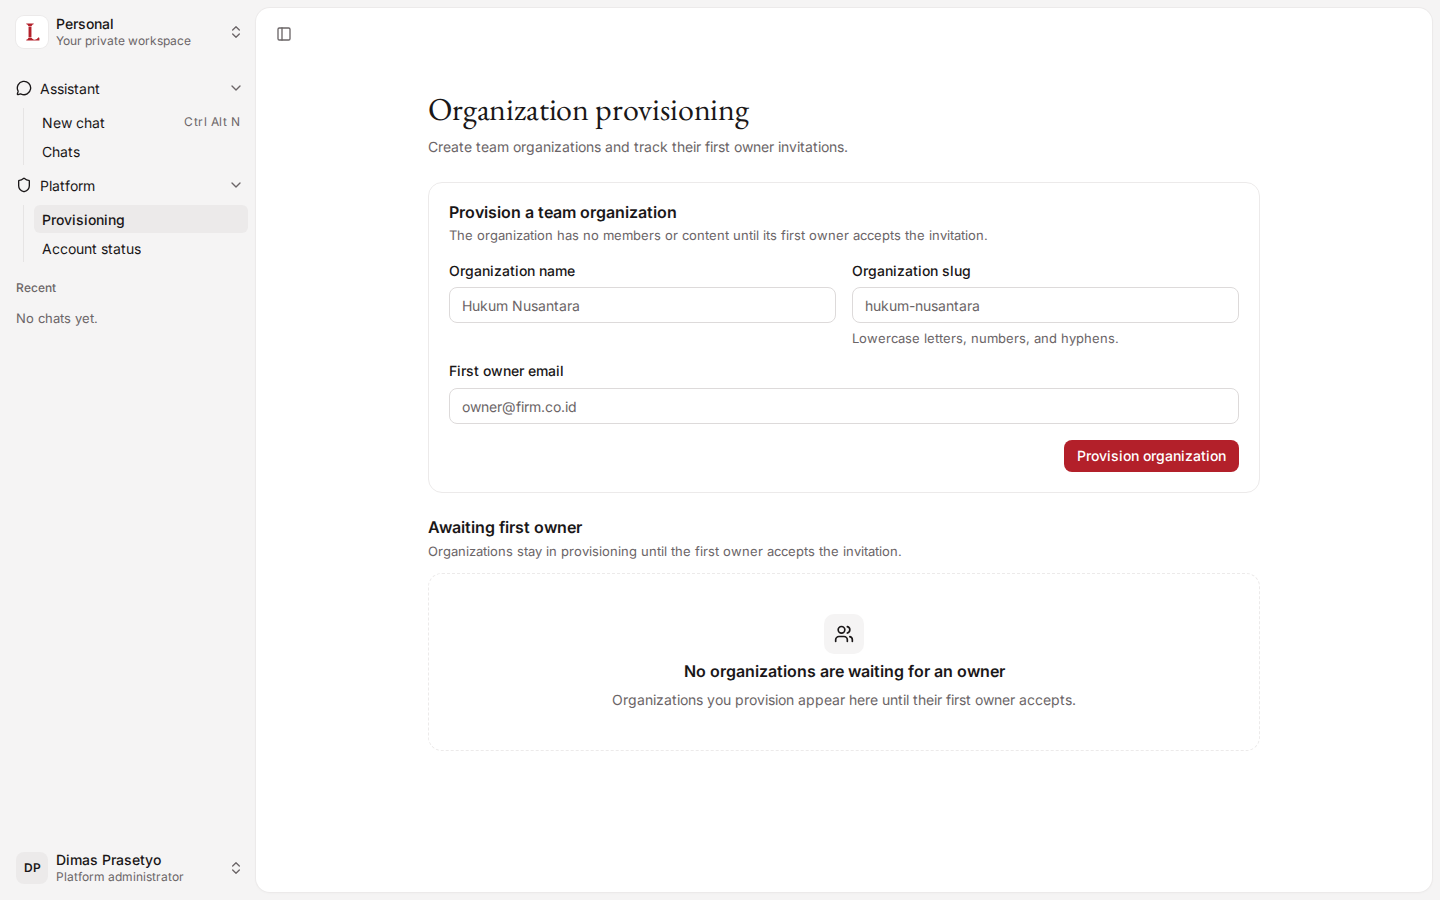 L
Personal
Your private workspace
Assistant
New chat
Ctrl Alt N
Chats
Platform
Provisioning
Account status
Recent
No chats yet.
DP
Dimas Prasetyo
Platform administrator
Organization provisioning
Create team organizations and track their first owner invitations.
Provision a team organization
The organization has no members or content until its first owner accepts the invitation.
Organization name
Hukum Nusantara
Organization slug
hukum-nusantara
Lowercase letters, numbers, and hyphens.
First owner email
owner@firm.co.id
Provision organization
Awaiting first owner
Organizations stay in provisioning until the first owner accepts the invitation.
No organizations are waiting for an owner
Organizations you provision appear here until their first owner accepts.